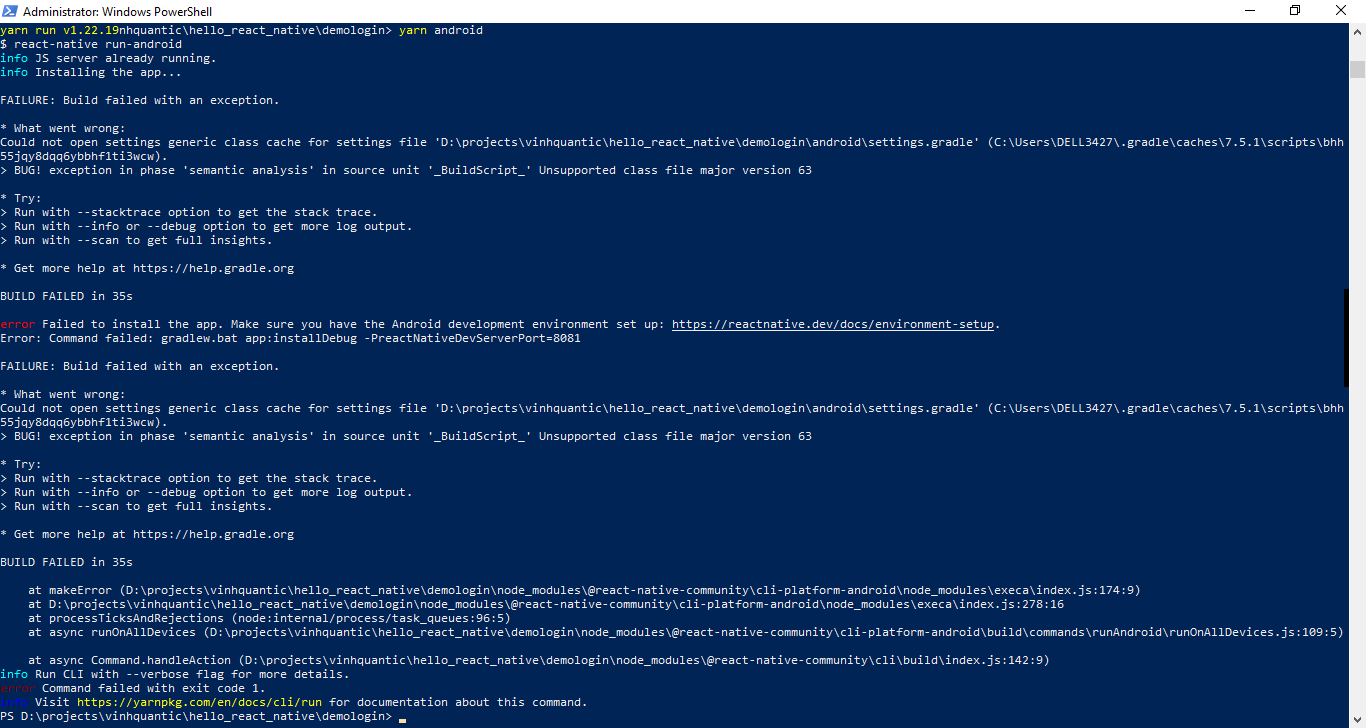 Administrator: Windows PowerShell
yarn run v1.22.19nhquantic\hello_react_native\demologin> yarn android
$ react-native run-android
info JS server already running.
info Installing the app...
FAILURE: Build failed with an exception.
* What went wrong:
Could not open settings generic class cache for settings file 'D:\projects\vinhquantic\hello_react_native\demologin\android\settings.gradle' (C:\Users\DELL3427\.gradle\caches\7.5.1\scripts\bhh
55jqy8dqq6ybbhf1ti3wcw).
> BUG! exception in phase 'semantic analysis' in source unit '_BuildScript_' Unsupported class file major version 63
* Try:
> Run with --stacktrace option to get the stack trace.
> Run with --info or --debug option to get more log output.
> Run with --scan to get full insights.
* Get more help at https://help.gradle.org
BUILD FAILED in 35s
error Failed to install the app. Make sure you have the Android development environment set up: https://reactnative.dev/docs/environment-setup.
Error: Command failed: gradlew.bat app:installDebug -PreactNativeDevServerPort=8081
FAILURE: Build failed with an exception.
* What went wrong:
Could not open settings generic class cache for settings file 'D:\projects\vinhquantic\hello_react_native\demologin\android\settings.gradle' (C:\Users\DELL3427\.gradle\caches\7.5.1\scripts\bhh
55jqy8dqq6ybbhf1ti3wcw).
> BUG! exception in phase 'semantic analysis' in source unit '_BuildScript_' Unsupported class file major version 63
* Try:
> Run with --stacktrace option to get the stack trace.
> Run with --info or --debug option to get more log output.
> Run with --scan to get full insights.
* Get more help at https://help.gradle.org
BUILD FAILED in 35s
at makeError (D:\projects\vinhquantic\hello_react_native\demologin\node_modules\@react-native-community\cli-platform-android\node_modules\execa\index.js:174:9)
at D:\projects\vinhquantic\hello_react_native\demologin\node_modules\@react-native-community\cli-platform-android\node_modules\execa\index.js:278:16
at processTicksAndRejections (node:internal/process/task_queues:96:5)
at async runOnAllDevices (D:\projects\vinhquantic\hello_react_native\demologin\node_modules\@react-native-community\cli-platform-android\build\commands\runAndroid\runOnAllDevices.js:109:5)
at async Command.handleAction (D:\projects\vinhquantic\hello_react_native\demologin\node_modules\@react-native-community\cli\build\index.js:142:9)
info Run CLI with --verbose flag for more details.
error Command failed with exit code 1.
info Visit https://yarnpkg.com/en/docs/cli/run for documentation about this command.
PS D:\projects\vinhquantic\hello_react_native\demologin>